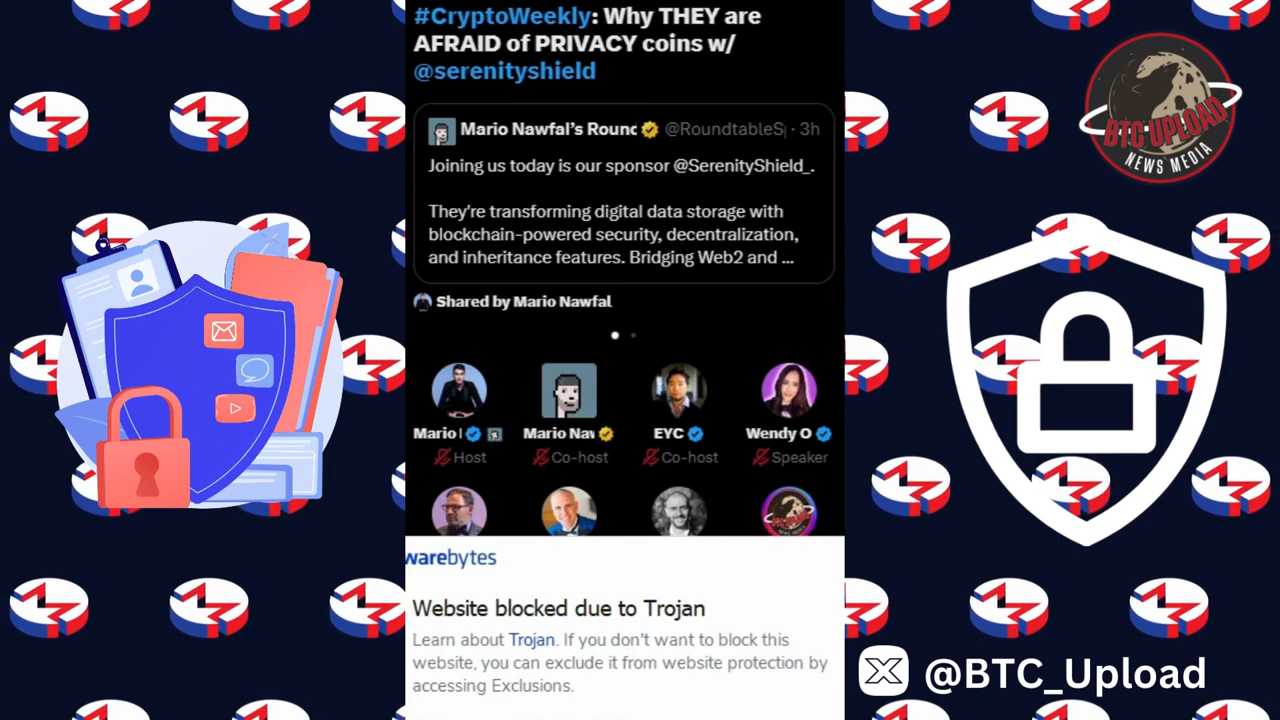 #CryptoWeekly: Why THEY are
AFRAID of PRIVACY coins w/
@serenityshield
Mario Nawfal's Round @RoundtableS · 3h
Joining us today is our sponsor @SerenityShield_.
They're transforming digital data storage with
blockchain-powered security, decentralization,
and inheritance features. Bridging Web2 and ...
Shared by Mario Nawfal
Mario
Mario Nav
EYC
Wendy O
Host
Co-host
Co-host
Speaker
warebytes
Website blocked due to Trojan
Learn about Trojan. If you don't want to block this
website, you can exclude it from website protection by
accessing Exclusions.
BTC UPLOAD
NEWS MEDIA
@BTC_Upload